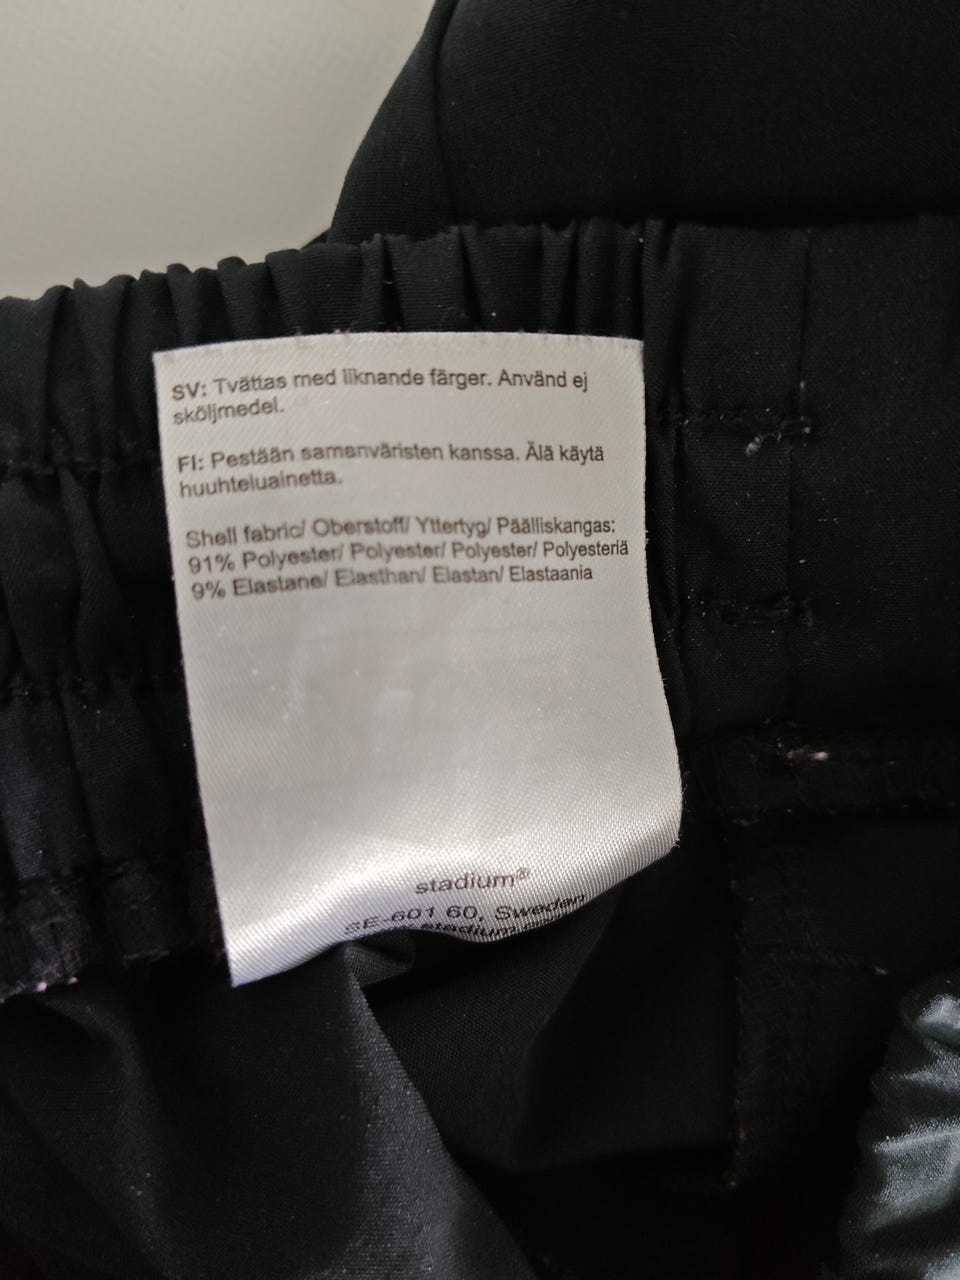 SV: Tvättas med liknande färger. Använd ej
sköljmedel.
FI: Pestään samanväristen kanssa. Älä käytä
huuhteluainetta.
Shell fabric/ Oberstoff/ Yttertyg/ Päälliskangas:
91% Polyester/ Polyester/ Polyester/ Polyesteriä
9% Elastane/ Elasthan/ Elastan/ Elastaania
stadium®
SE-601 60, Sweden